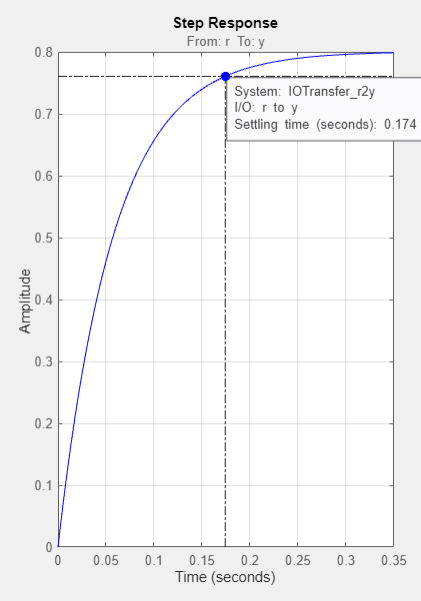 Step Response
From: r To: y
0.8
0.7
0.6
0.5
0.4
0.3
0.2
0.1
0
Amplitude
System: IOTransfer_r2y
I/O: r to y
Settling time (seconds): 0.174
0 0.05 0.1 0.15 0.2 0.25 0.3 0.35
Time (seconds)